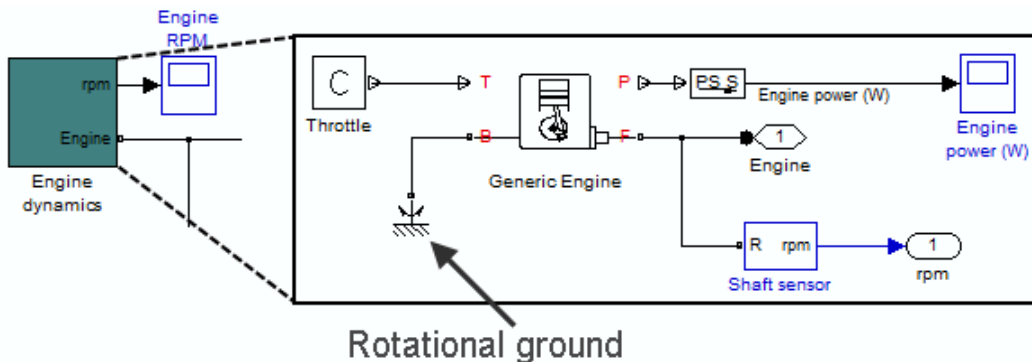 Engine
RPM
rpm
Engine
Engine
dynamics
C
Throttle
T
B
P
F
Generic Engine
PS S
Engine power (W)
Engine
power (W)
1
Engine
R
rpm
Shaft sensor
1
rpm
Rotational ground